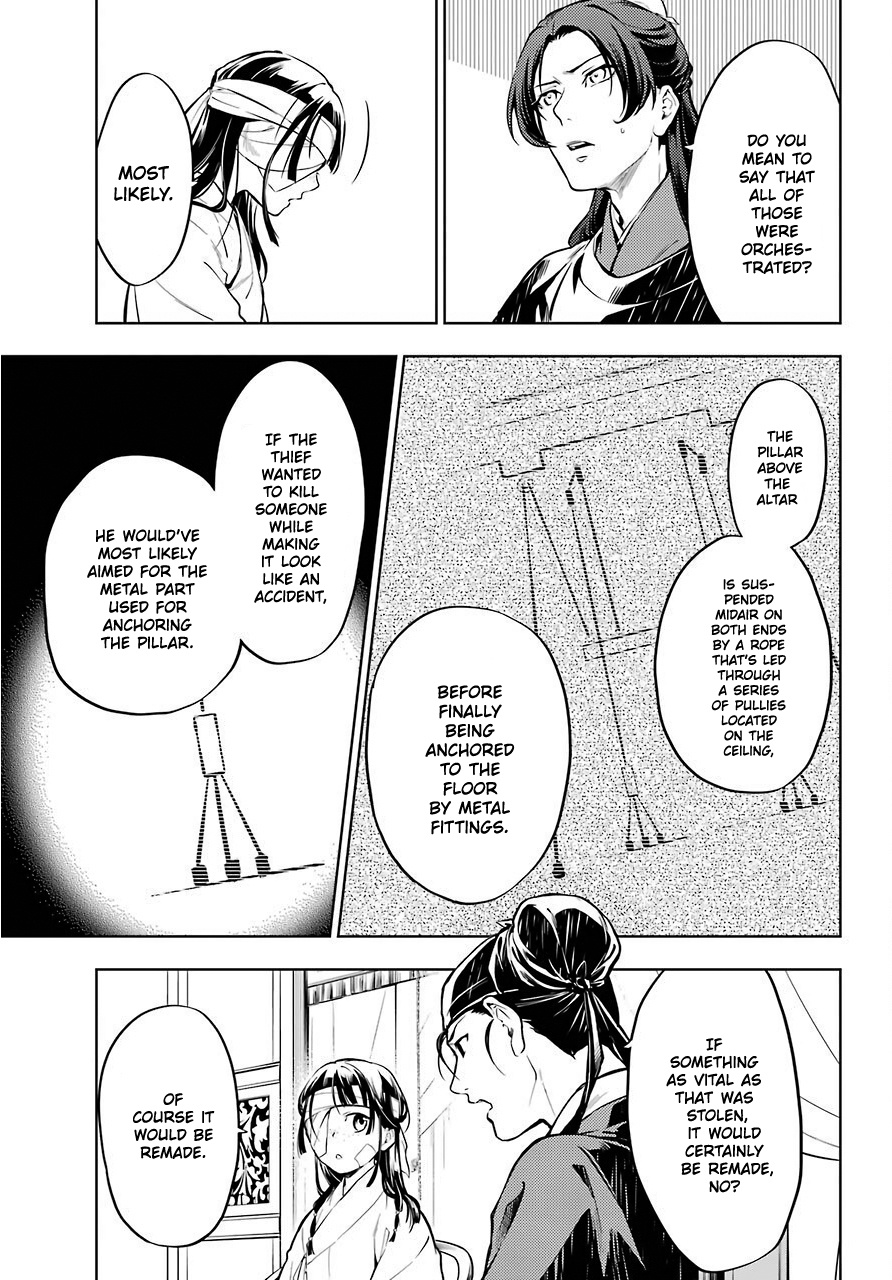 DO YOU
MEAN TO
SAY THAT
ALL OF
THOSE
WERE
ORCHES-
TRATED?
MOST
LIKELY.
THE
PILLAR
ABOVE
THE
ALTAR
IS SUS-
PENDED
MIDAIR ON
BOTH ENDS
BY A ROPE
THAT'S LED
THROUGH
A SERIES
OF PULLIES
LOCATED
ON THE
CEILING,
BEFORE
FINALLY
BEING
ANCHORED
TO THE
FLOOR
BY METAL
FITTINGS.
IF THE
THIEF
WANTED
TO KILL
SOMEONE
WHILE
MAKING
IT LOOK
LIKE AN
ACCIDENT,
HE WOULD'VE
MOST LIKELY
AIMED FOR THE
METAL PART
USED FOR
ANCHORING
THE PILLAR.
IF
SOMETHING
AS VITAL AS
THAT WAS
STOLEN,
IT WOULD
CERTAINLY
BE REMADE,
NO?
OF
COURSE IT
WOULD BE
REMADE.